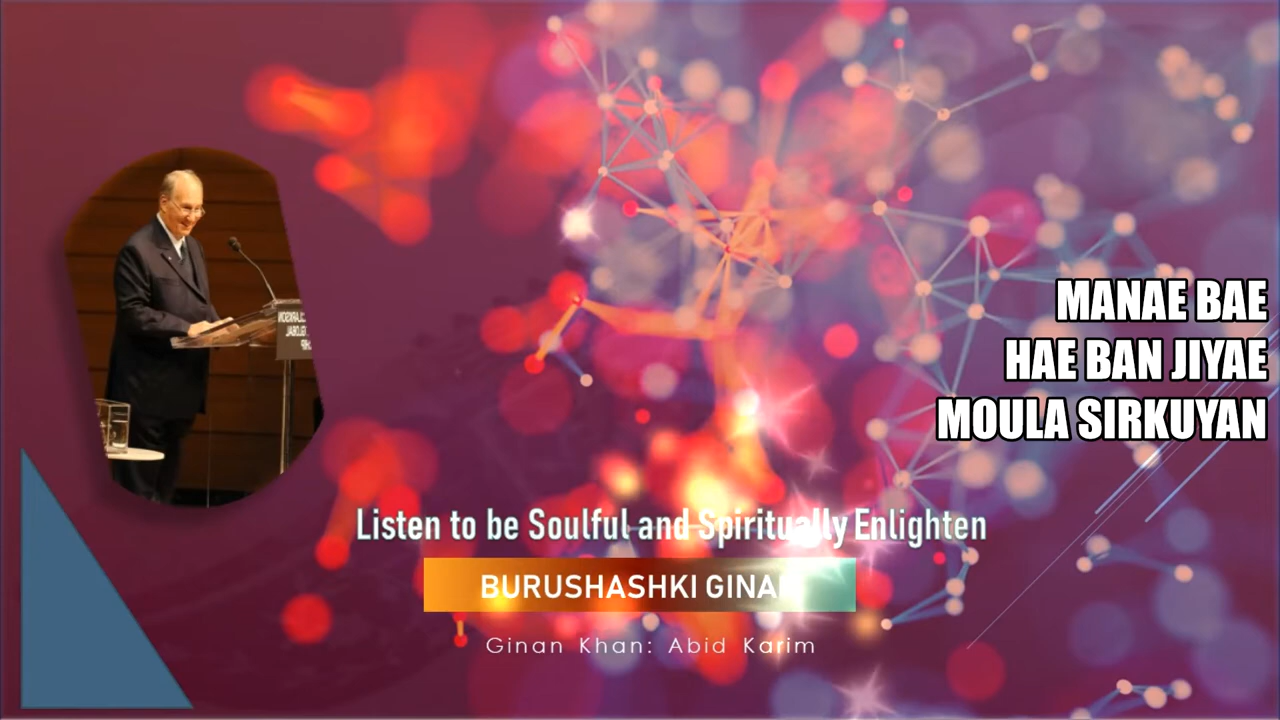 MANAE BAE
HAE BAN JIYAE
MOULA SIRKUYAN
Listen to be Soulful and Spiritually Enlighten
BURUSHASHKI GINAN
Ginan Khan: Abid Karim